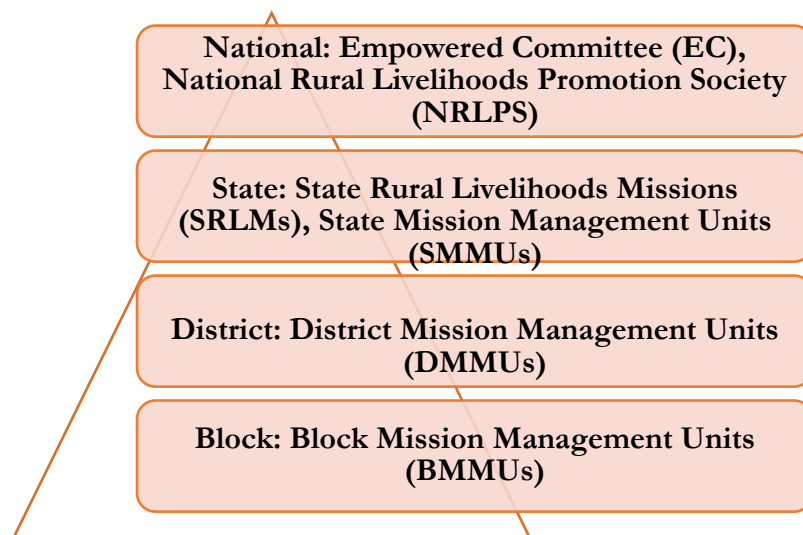 National: Empowered Committee (EC),
National Rural Livelihoods Promotion Society
(NRLPS)
State: State Rural Livelihoods Missions
(SRLMs), State Mission Management Units
(SMMUs)
District: District Mission Management Units
(DMMUs)
Block: Block Mission Management Units
(BMMUs)